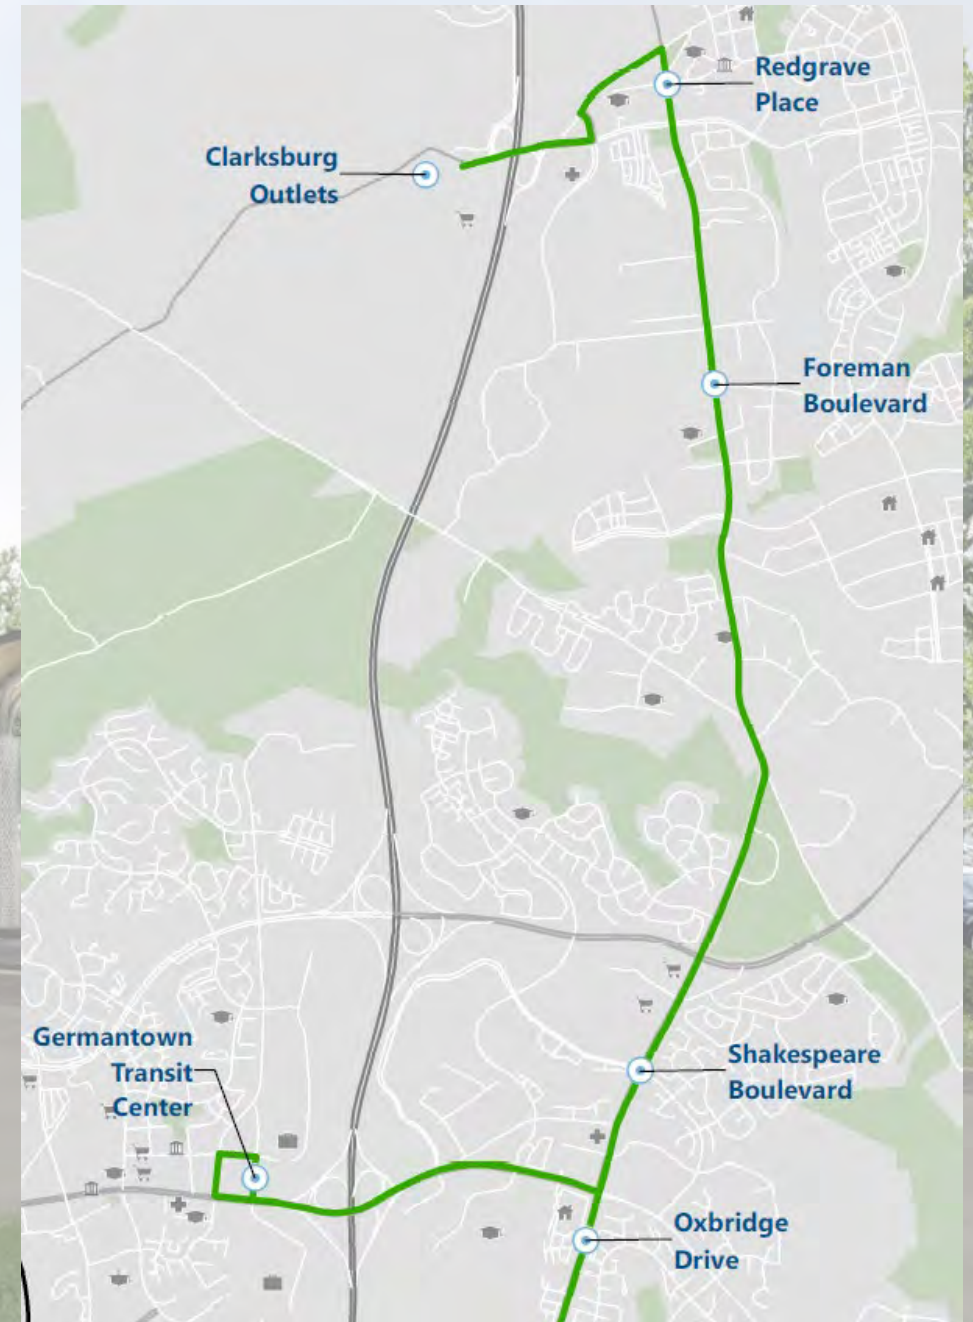 Redgrave
Place
Clarksburg
Outlets
Foreman
Boulevard
Germantown
Transit
Center
Shakespeare
Boulevard
Oxbridge
Drive